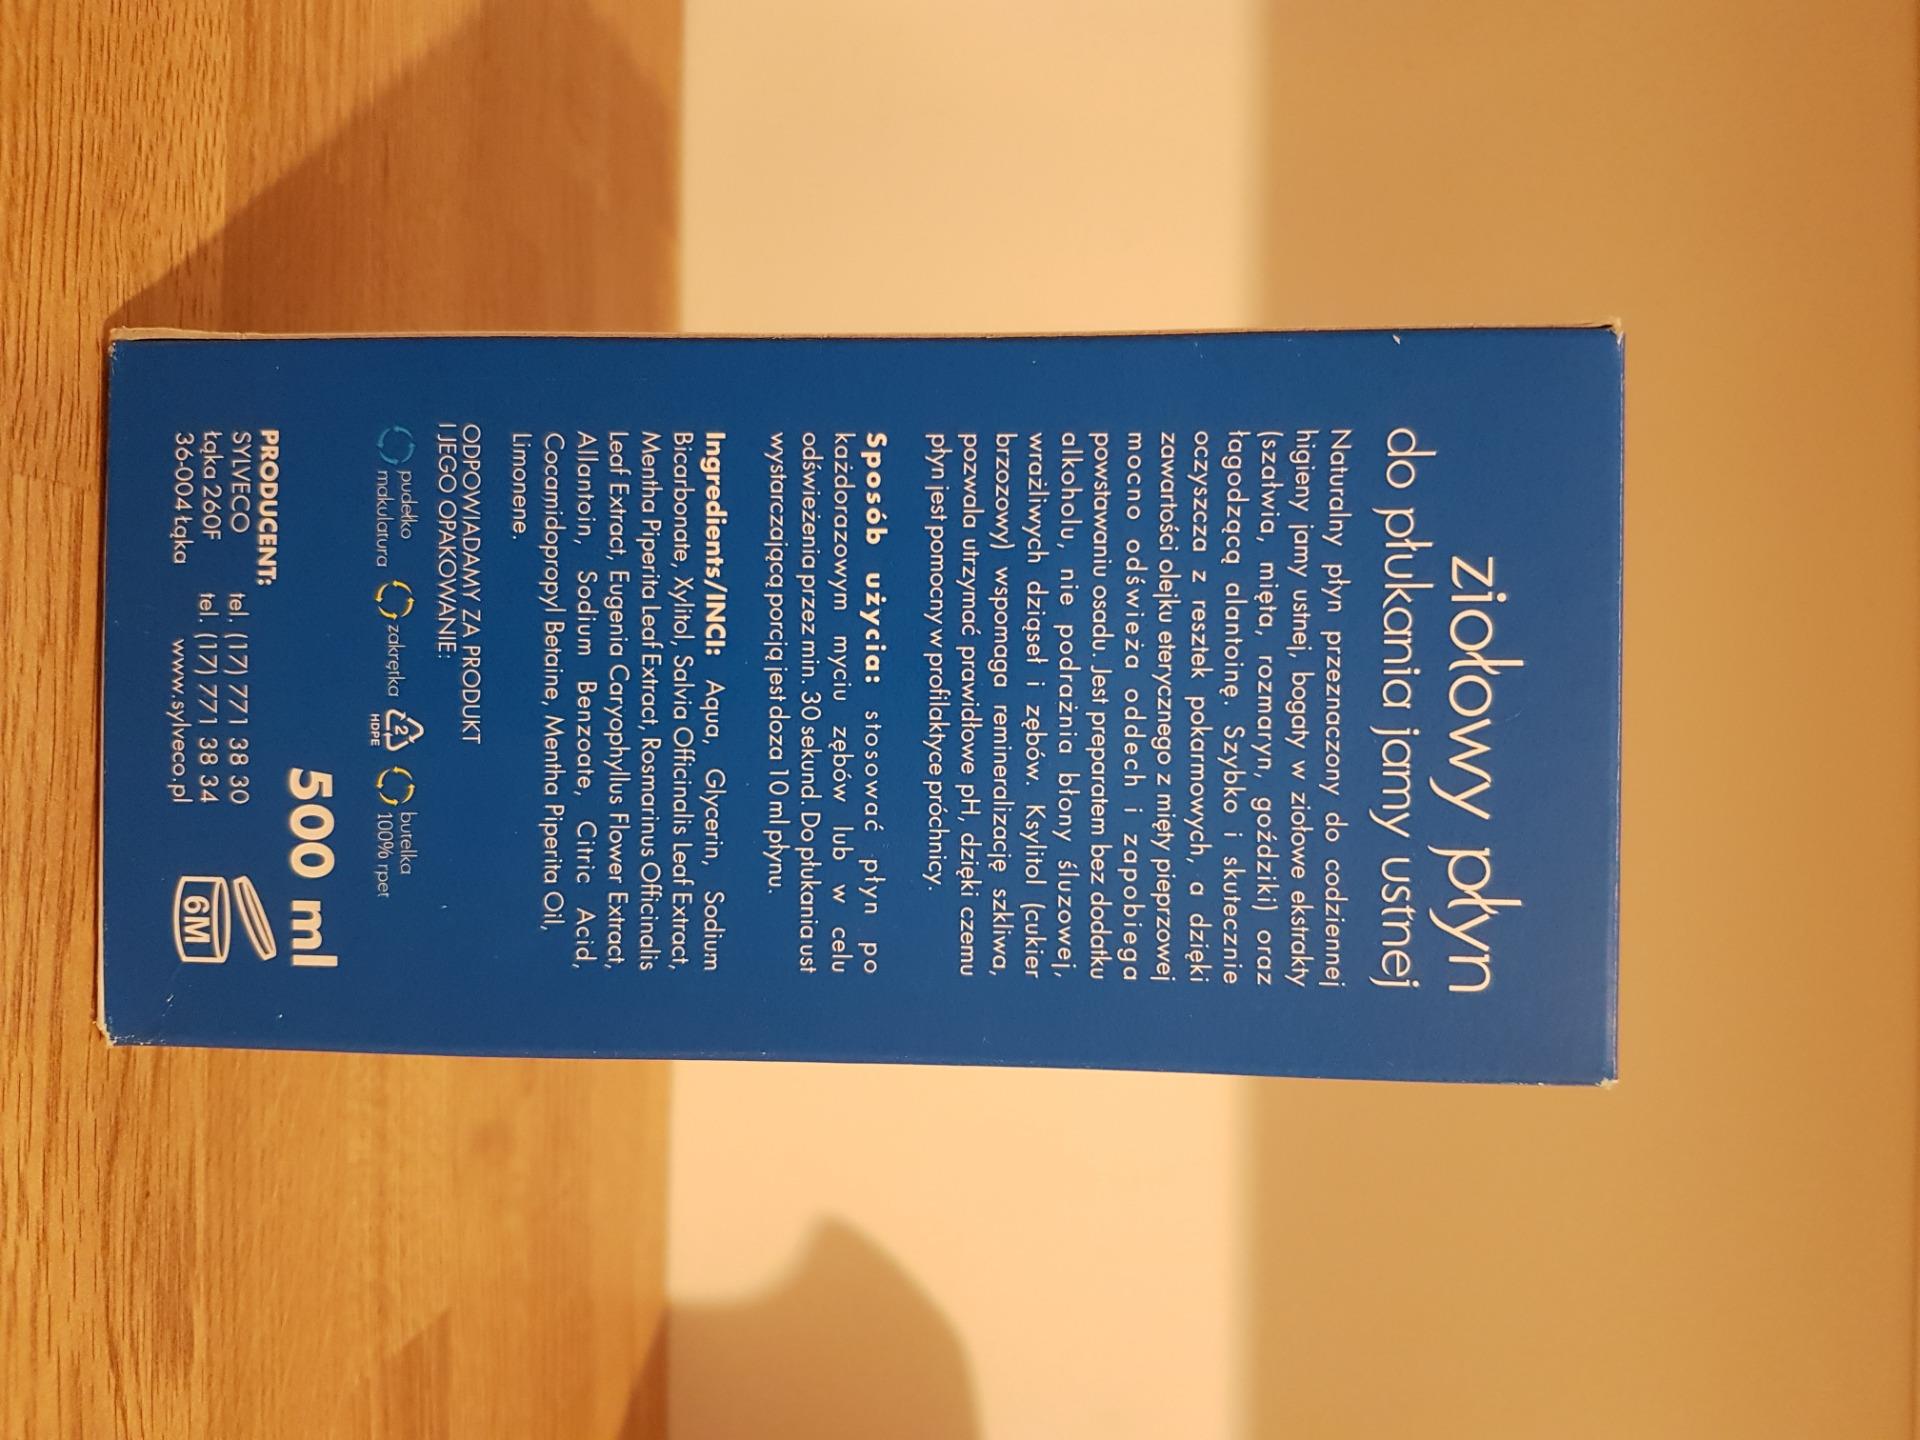 ziołowy płyn
do płukania jamy ustnej
Naturalny płyn przeznaczony do codziennej
higieny jamy ustnej, bogaty w ziołowe ekstrakty
(szałwia, mięta, rozmaryn, goździki) oraz
łagodzącą alantoinę. Szybko i skutecznie
oczyszcza z resztek pokarmowych, a dzięki
zawartości olejku eterycznego z mięty pieprzowej
mocno odświeża oddech i zapobiega
powstawaniu osadu. Jest preparatem bez dodatku
alkoholu, nie podrażnia błony śluzowej,
wrażliwych dziąseł i zębów. Ksylitol (cukier
brzozowy) wspomaga remineralizację szkliwa,
pozwala utrzymać prawidłowe pH, dzięki czemu
płyn jest pomocny w profilaktyce próchnicy.
Sposób użycia: stosować płyn po
każdorazowym myciu zębów lub w celu
odświeżenia przez min. 30 sekund. Do płukania ust
wystarczającą porcją jest doza 10 ml płynu.
Ingredients/INCI: Aqua, Glycerin, Sodium
Bicarbonate, Xylitol, Salvia Officinalis Leaf Extract,
Mentha Piperita Leaf Extract, Rosmarinus Officinalis
Leaf Extract, Eugenia Caryophyllus Flower Extract,
Allantoin, Sodium Benzoate, Citric Acid,
Cocamidopropyl Betaine, Mentha Piperita Oil,
Limonene.
ODPOWIADAMY ZA PRODUKT
I JEGO OPAKOWANIE:
pudełko
makulatura
zakrętka
2
HDPE
butelka
100% rpet
500 ml
PRODUCENT:
SYLVECO tel. (17) 771 38 30
Łąka 260F tel. (17) 771 38 34
36-004 Łąka www.sylveco.pl
6M